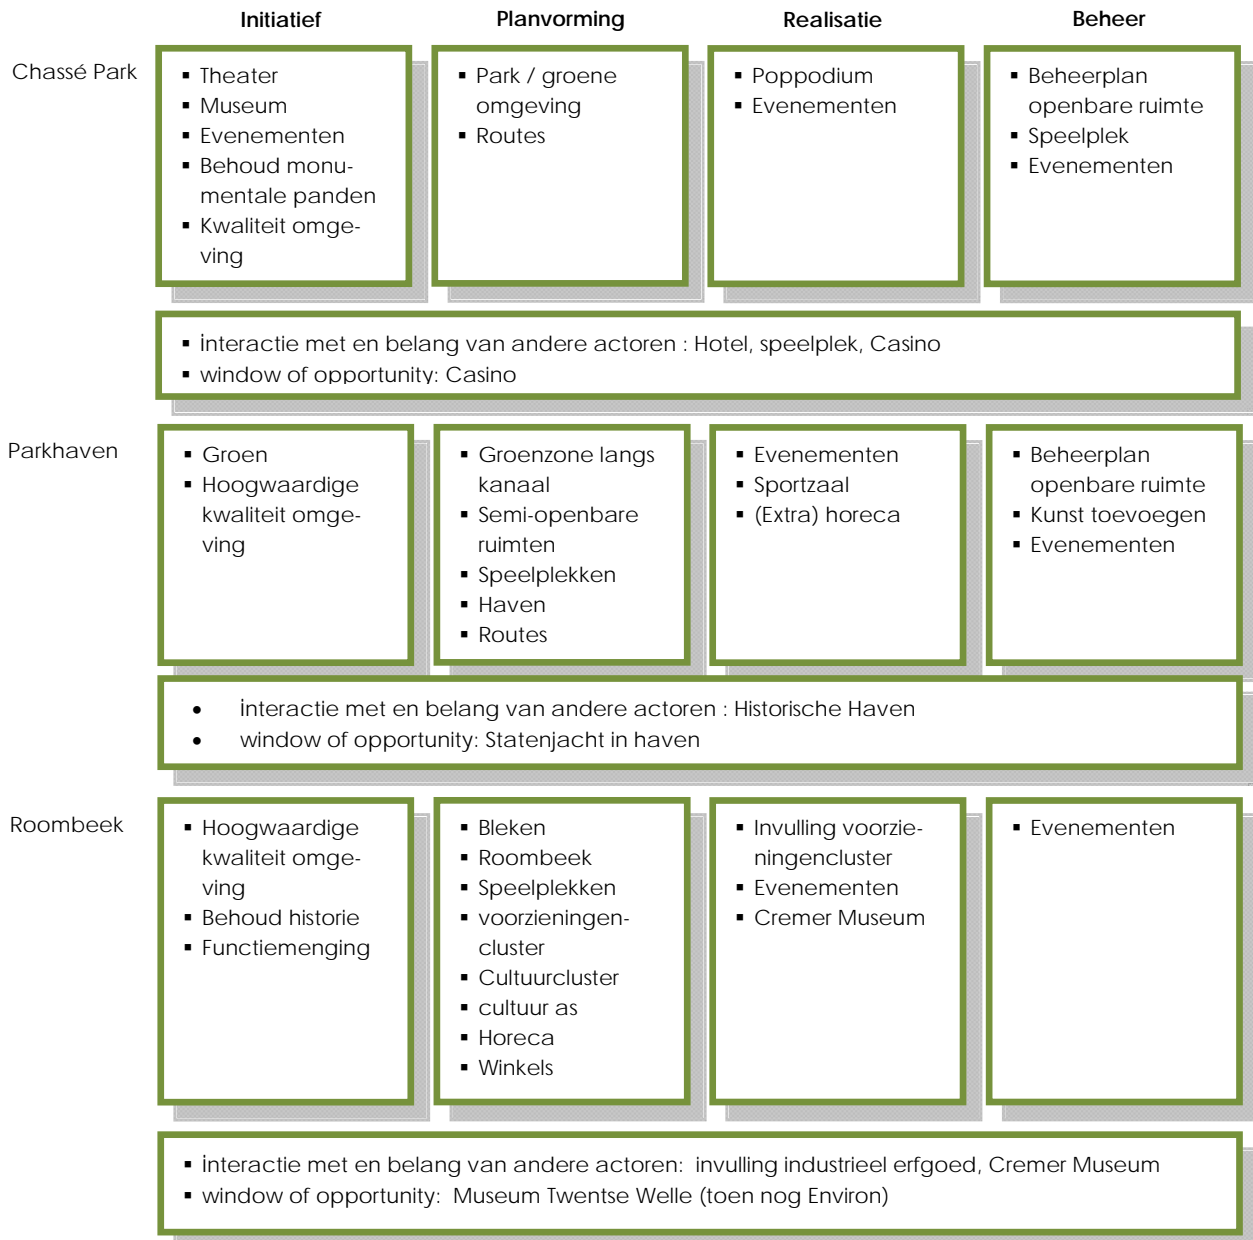 Initiatief Planvorming Realisatie Beheer
Chassé Park
▪ Theater
▪ Museum
▪ Evenementen
▪ Behoud monu-
mentale panden
▪ Kwaliteit omge-
ving
▪ Park / groene
omgeving
▪ Routes
▪ Poppodium
▪ Evenementen
▪ Beheerplan
openbare ruimte
▪ Speelplek
▪ Evenementen
▪ interactie met en belang van andere actoren : Hotel, speelplek, Casino
▪ window of opportunity: Casino
Parkhaven
▪ Groen
▪ Hoogwaardige
kwaliteit omge-
ving
▪ Groenzone langs
kanaal
▪ Semi-openbare
ruimten
▪ Speelplekken
▪ Haven
▪ Routes
▪ Evenementen
▪ Sportzaal
▪ (Extra) horeca
▪ Beheerplan
openbare ruimte
▪ Kunst toevoegen
▪ Evenementen
• interactie met en belang van andere actoren : Historische Haven
• window of opportunity: Statenjacht in haven
Roombeek
▪ Hoogwaardige
kwaliteit omge-
ving
▪ Behoud historie
▪ Functiemenging
▪ Bleken
▪ Roombeek
▪ Speelplekken
▪ voorzieningen-
cluster
▪ Cultuurcluster
▪ cultuur as
▪ Horeca
▪ Winkels
▪ Invulling voorzie-
ningencluster
▪ Evenementen
▪ Cremer Museum
▪ Evenementen
▪ interactie met en belang van andere actoren: invulling industrieel erfgoed, Cremer Museum
▪ window of opportunity: Museum Twentse Welle (toen nog Environ)